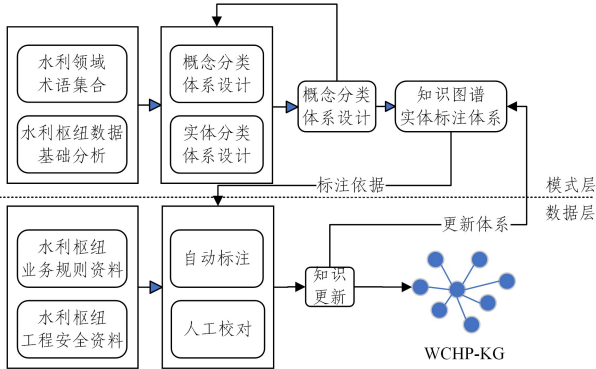 水利领域
术语集合
水利枢纽数据
基础分析
概念分类
体系设计
实体分类
体系设计
概念分类
体系设计
知识图谱
实体标注体系
标注依据
模式层
数据层
更新体系
水利枢纽
业务规则资料
水利枢纽
工程安全资料
自动标注
人工校对
知识
更新
WCHP-KG